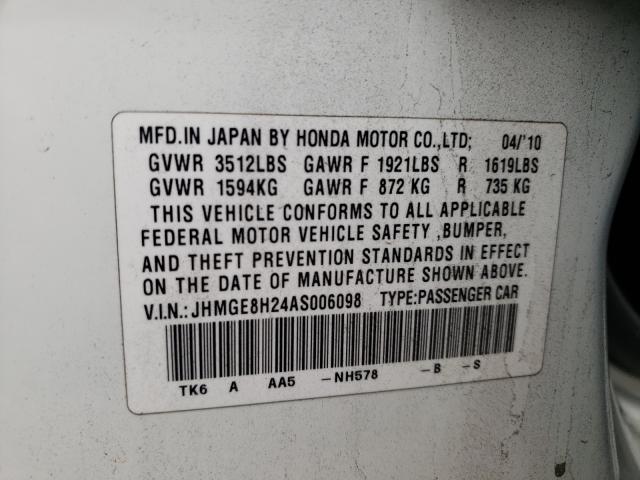 MFD.IN JAPAN BY HONDA MOTOR CO.,LTD; 04/'10
GVWR 3512LBS GAWR F 1921LBS R 1619LBS
GVWR 1594KG GAWR F 872 KG R 735 KG
THIS VEHICLE CONFORMS TO ALL APPLICABLE
FEDERAL MOTOR VEHICLE SAFETY ,BUMPER,
AND THEFT PREVENTION STANDARDS IN EFFECT
ON THE DATE OF MANUFACTURE SHOWN ABOVE.
V.I.N.:JHMGE8H24AS006098 TYPE:PASSENGER CAR
TK6 A AA5 -NH578 -B -S